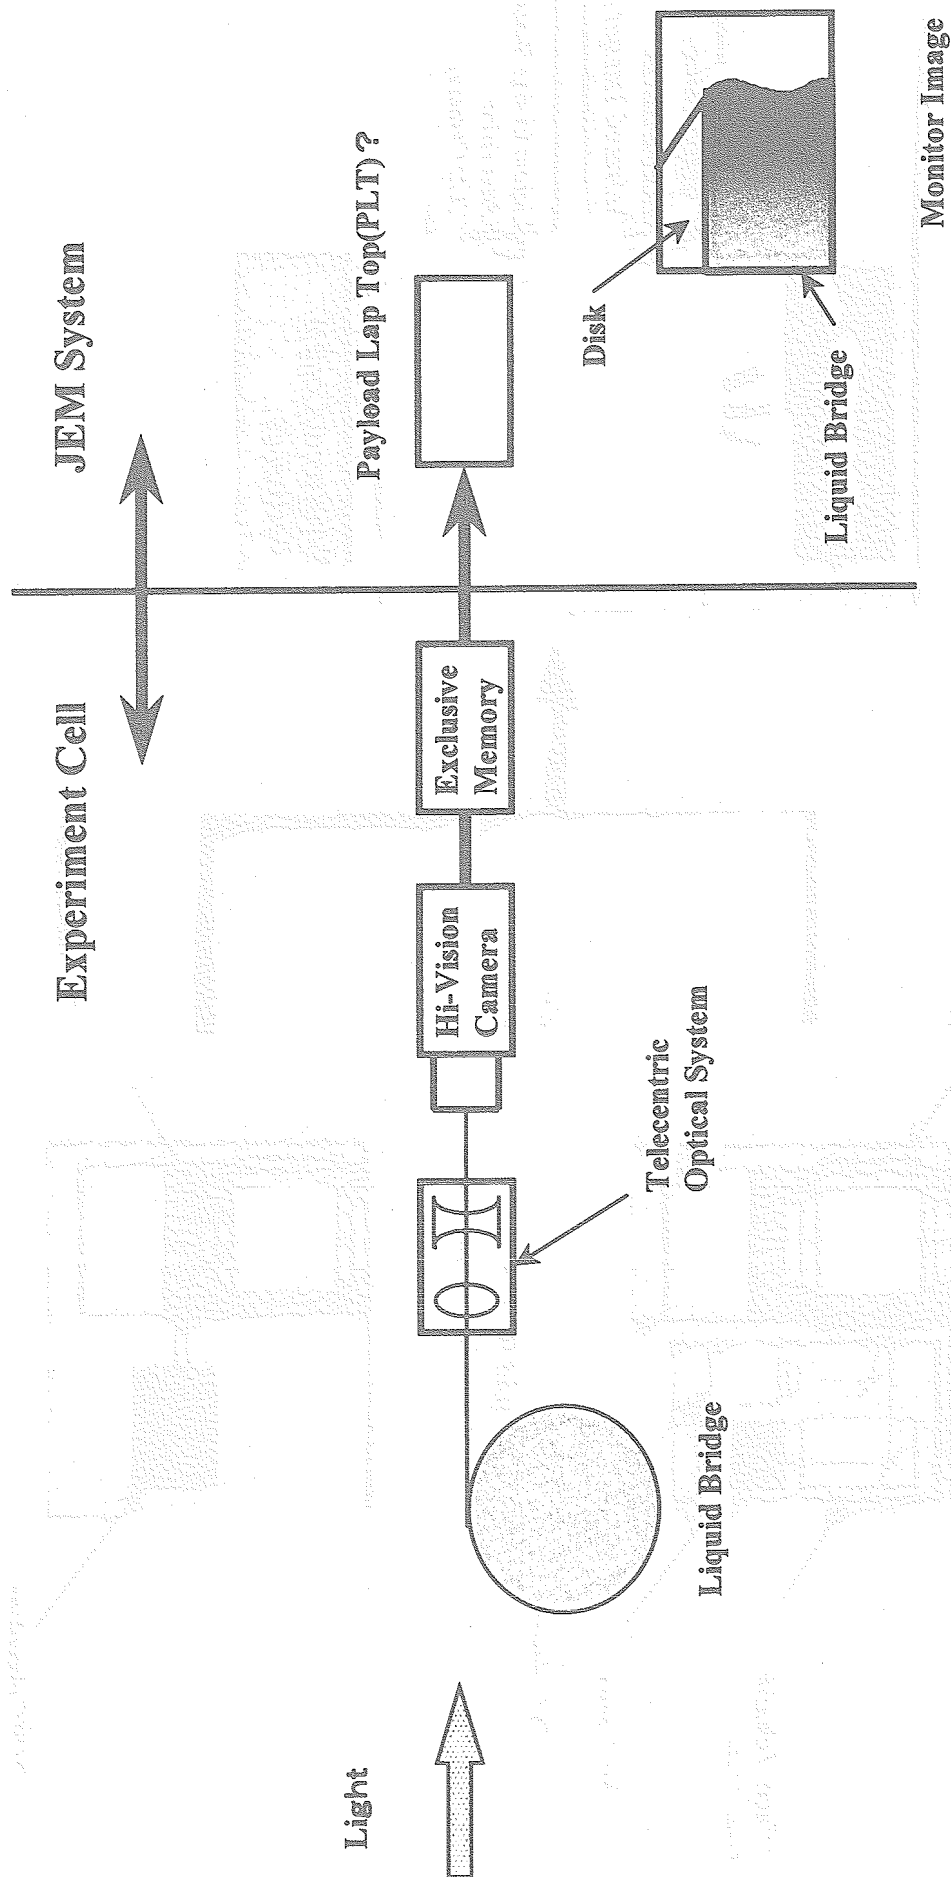 Experiment Cell
JEM System
Light
Payload Lap Top(PLT)?
Hi-Vision
Camera
Exclusive
Memory
Disk
Telecentric
Optical System
Liquid Bridge
Liquid Bridge
Monitor Image